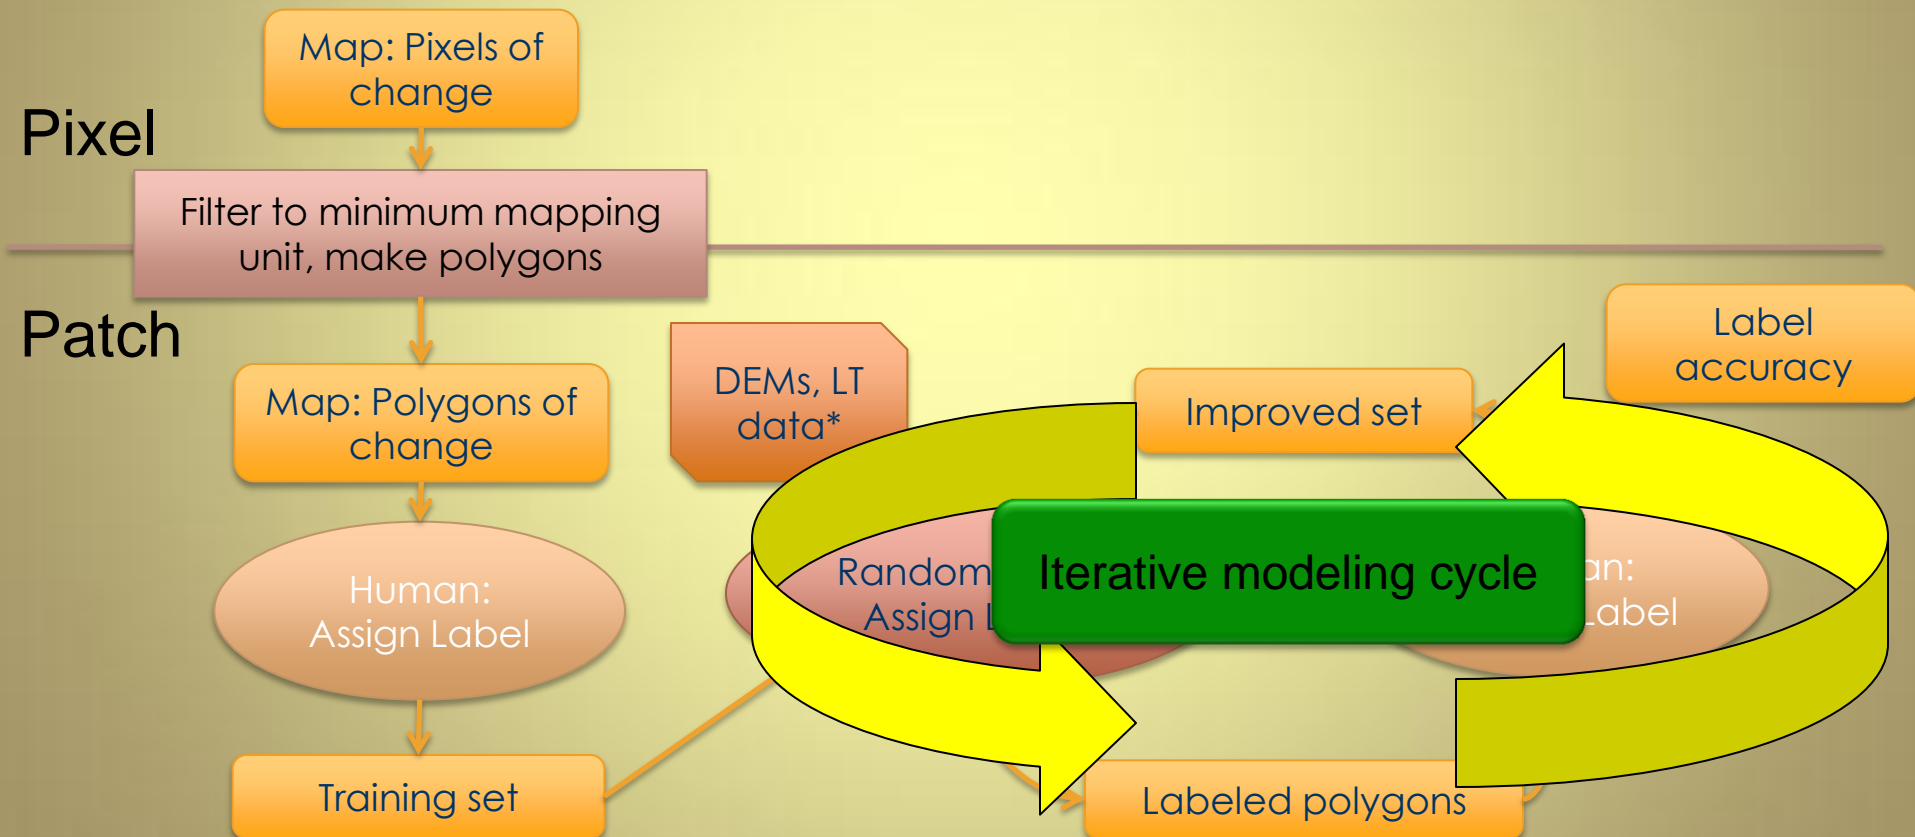 Map: Pixels of
change
Pixel
Filter to minimum mapping
unit, make polygons
Patch
Map: Polygons of
change
DEMs, LT
data*
Improved set
Label
accuracy
Human:
Assign Label
Random
Assign
Iterative modeling cycle
Label
Training set
Labeled polygons